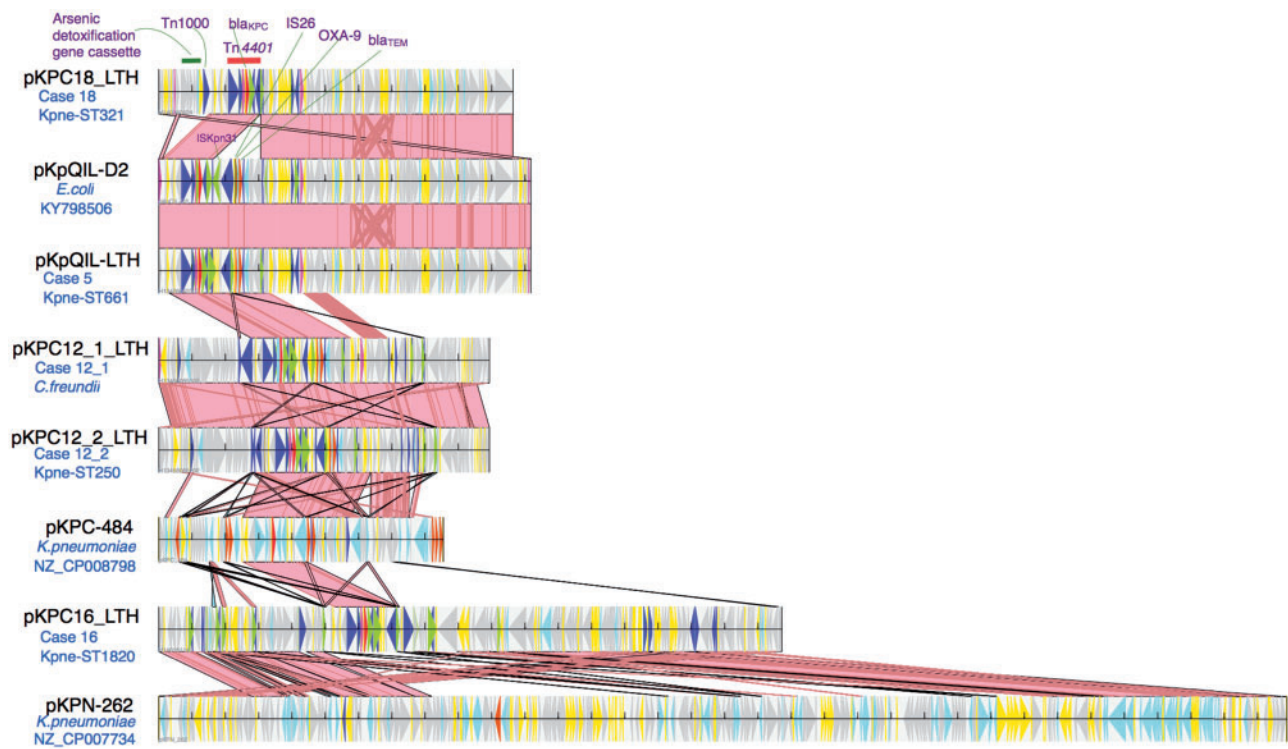 Arsenic
detoxification
gene cassette
Tn1000
blaKPC
Tn4401
IS26
OXA-9
blaTEM
pKPC18_LTH
Case 18
Kpne-ST321
ISKpn31
pKpQIL-D2
E.coli
KY798506
pKpQIL-LTH
Case 5
Kpne-ST661
pKPC12_1_LTH
Case 12_1
C.freundii
pKPC12_2_LTH
Case 12_2
Kpne-ST250
pKPC-484
K.pneumoniae
NZ_CP008798
pKPC16_LTH
Case 16
Kpne-ST1820
pKPN-262
K.pneumoniae
NZ_CP007734